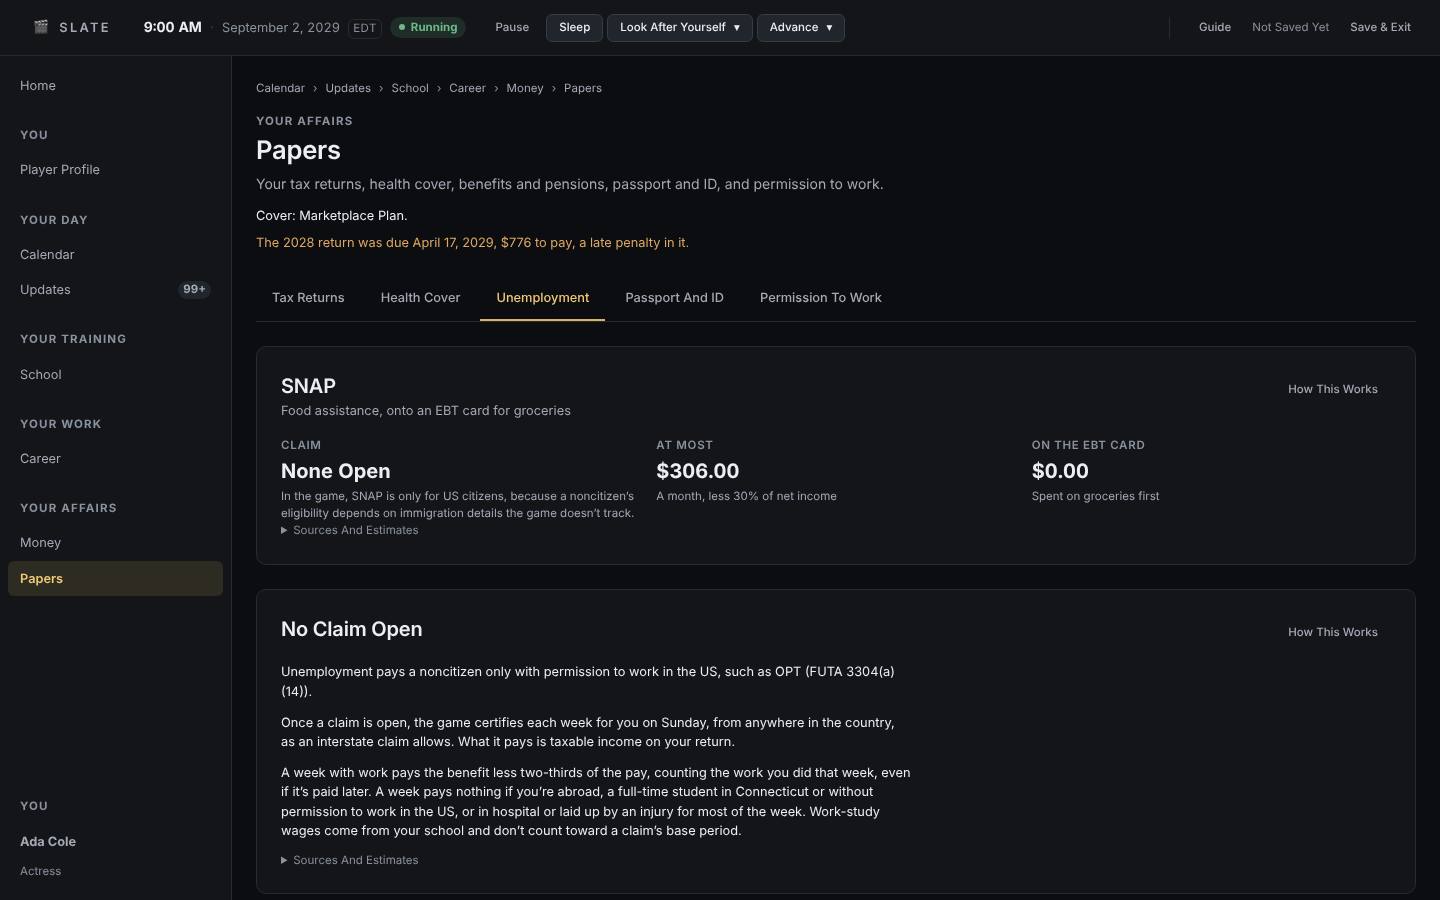 SLATE
9:00 AM · September 2, 2029 EDT Running
Pause Sleep Look After Yourself ▾ Advance ▾
Guide Not Saved Yet Save & Exit
Home
YOU
Player Profile
YOUR DAY
Calendar
Updates 99+
YOUR TRAINING
School
YOUR WORK
Career
YOUR AFFAIRS
Money
Papers
YOU
Ada Cole
Actress
Calendar › Updates › School › Career › Money › Papers
YOUR AFFAIRS
Papers
Your tax returns, health cover, benefits and pensions, passport and ID, and permission to work.
Cover: Marketplace Plan.
The 2028 return was due April 17, 2029, $776 to pay, a late penalty in it.
Tax Returns Health Cover Unemployment Passport And ID Permission To Work
SNAP
How This Works
Food assistance, onto an EBT card for groceries
CLAIM
None Open
In the game, SNAP is only for US citizens, because a noncitizen’s
eligibility depends on immigration details the game doesn’t track.
▶ Sources And Estimates
AT MOST
$306.00
A month, less 30% of net income
ON THE EBT CARD
$0.00
Spent on groceries first
No Claim Open
How This Works
Unemployment pays a noncitizen only with permission to work in the US, such as OPT (FUTA 3304(a)
(14)).
Once a claim is open, the game certifies each week for you on Sunday, from anywhere in the country,
as an interstate claim allows. What it pays is taxable income on your return.
A week with work pays the benefit less two-thirds of the pay, counting the work you did that week, even
if it’s paid later. A week pays nothing if you’re abroad, a full-time student in Connecticut or without
permission to work in the US, or in hospital or laid up by an injury for most of the week. Work-study
wages come from your school and don’t count toward a claim’s base period.
▶ Sources And Estimates